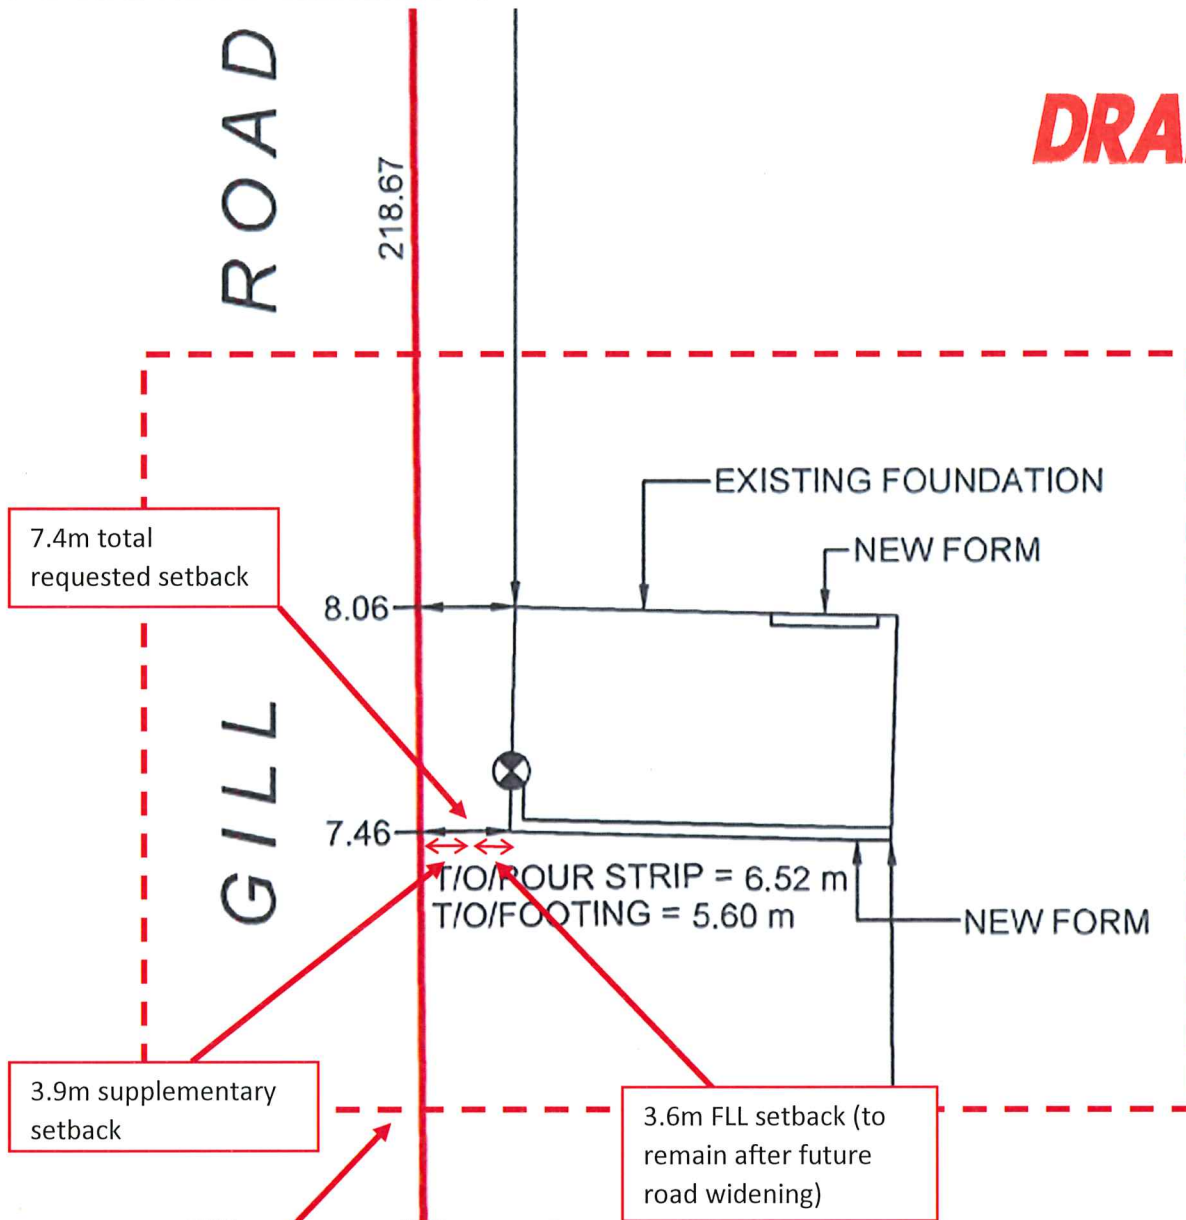 GILL ROAD
218.67
DRA
EXISTING FOUNDATION
NEW FORM
7.4m total
requested setback
8.06
7.46
T/O/POUR STRIP = 6.52 m
T/O/FOOTING = 5.60 m
NEW FORM
3.9m supplementary
setback
3.6m FLL setback (to
remain after future
road widening)